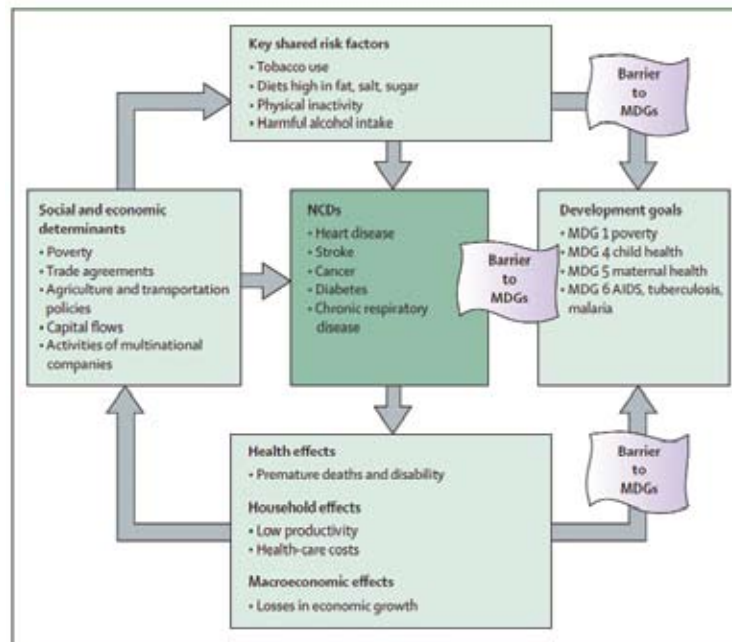 Key shared risk factors
• Tobacco use
• Diets high in fat, salt, sugar
• Physical inactivity
• Harmful alcohol intake
Barrier
to
MDGs
Social and economic
determinants
• Poverty
• Trade agreements
• Agriculture and transportation
policies
• Capital flows
• Activities of multinational
companies
NCDs
• Heart disease
• Stroke
• Cancer
• Diabetes
• Chronic respiratory
disease
Barrier
to
MDGs
Development goals
• MDG 1 poverty
• MDG 4 child health
• MDG 5 maternal health
• MDG 6 AIDS, tuberculosis,
malaria
Health effects
• Premature deaths and disability
Household effects
• Low productivity
• Health-care costs
Macroeconomic effects
• Losses in economic growth
Barrier
to
MDGs